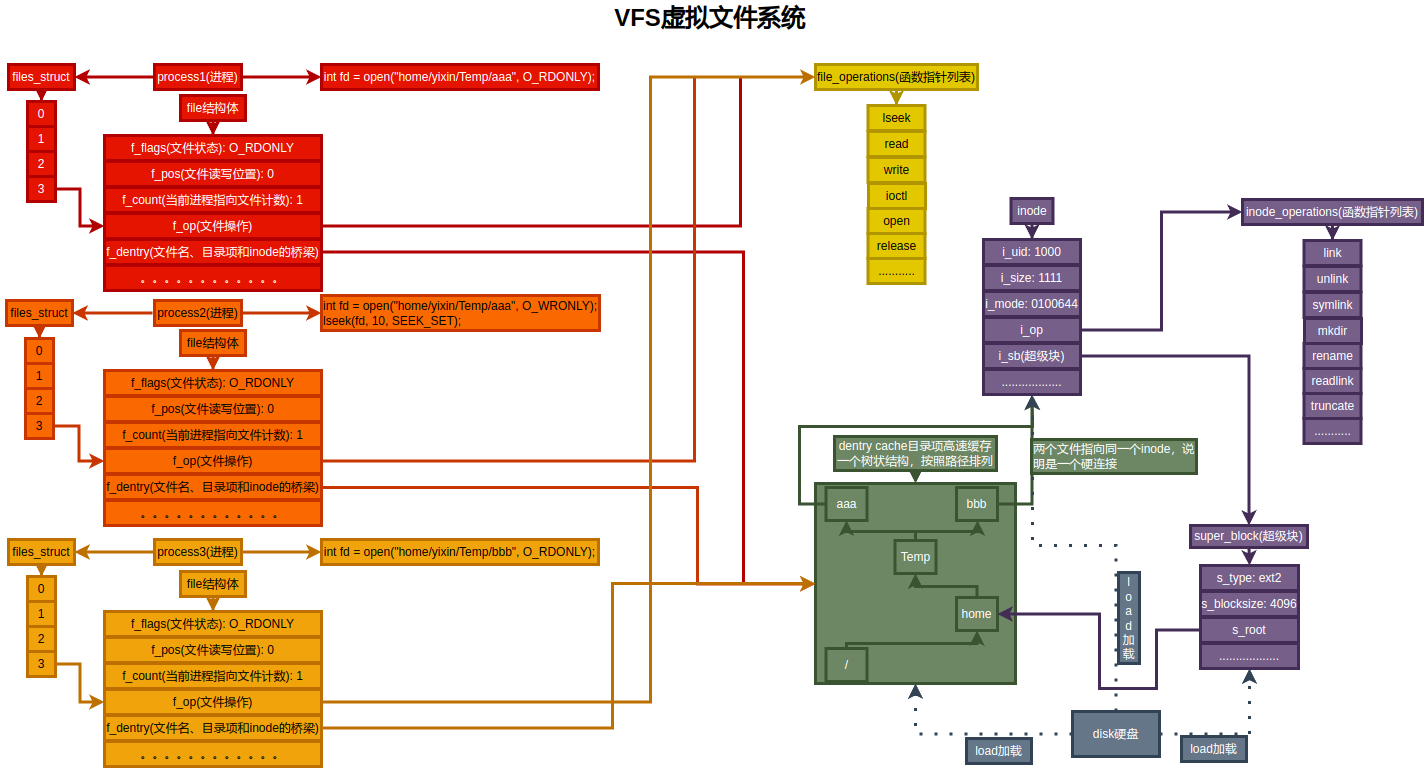 VFS虚拟文件系统
files_struct
process1(进程)
int fd = open("home/yixin/Temp/aaa", O_RDONLY);
file结构体
0
1
2
3
f_flags(文件状态): O_RDONLY
f_pos(文件读写位置): 0
f_count(当前进程指向文件计数): 1
f_op(文件操作)
f_dentry(文件名、目录项和inode的桥梁)
。。。。。。。。。。。。
files_struct
process2(进程)
int fd = open("home/yixin/Temp/aaa", O_WRONLY);
lseek(fd, 10, SEEK_SET);
file结构体
0
1
2
3
f_flags(文件状态): O_RDONLY
f_pos(文件读写位置): 0
f_count(当前进程指向文件计数): 1
f_op(文件操作)
f_dentry(文件名、目录项和inode的桥梁)
。。。。。。。。。。。。
files_struct
process3(进程)
int fd = open("home/yixin/Temp/bbb", O_RDONLY);
file结构体
0
1
2
3
f_flags(文件状态): O_RDONLY
f_pos(文件读写位置): 0
f_count(当前进程指向文件计数): 1
f_op(文件操作)
f_dentry(文件名、目录项和inode的桥梁)
。。。。。。。。。。。。
file_operations(函数指针列表)
lseek
read
write
ioctl
open
release
...........
inode
i_uid: 1000
i_size: 1111
i_mode: 0100644
i_op
i_sb(超级块)
..................
inode_operations(函数指针列表)
link
unlink
symlink
mkdir
rename
readlink
truncate
...........
dentry cache目录项高速缓存
一个树状结构，按照路径排列
两个文件指向同一个inode，说
明是一个硬连接
aaa
bbb
Temp
home
/
super_block(超级块)
s_type: ext2
s_blocksize: 4096
s_root
..................
load加载
disk硬盘
load加载
load加载